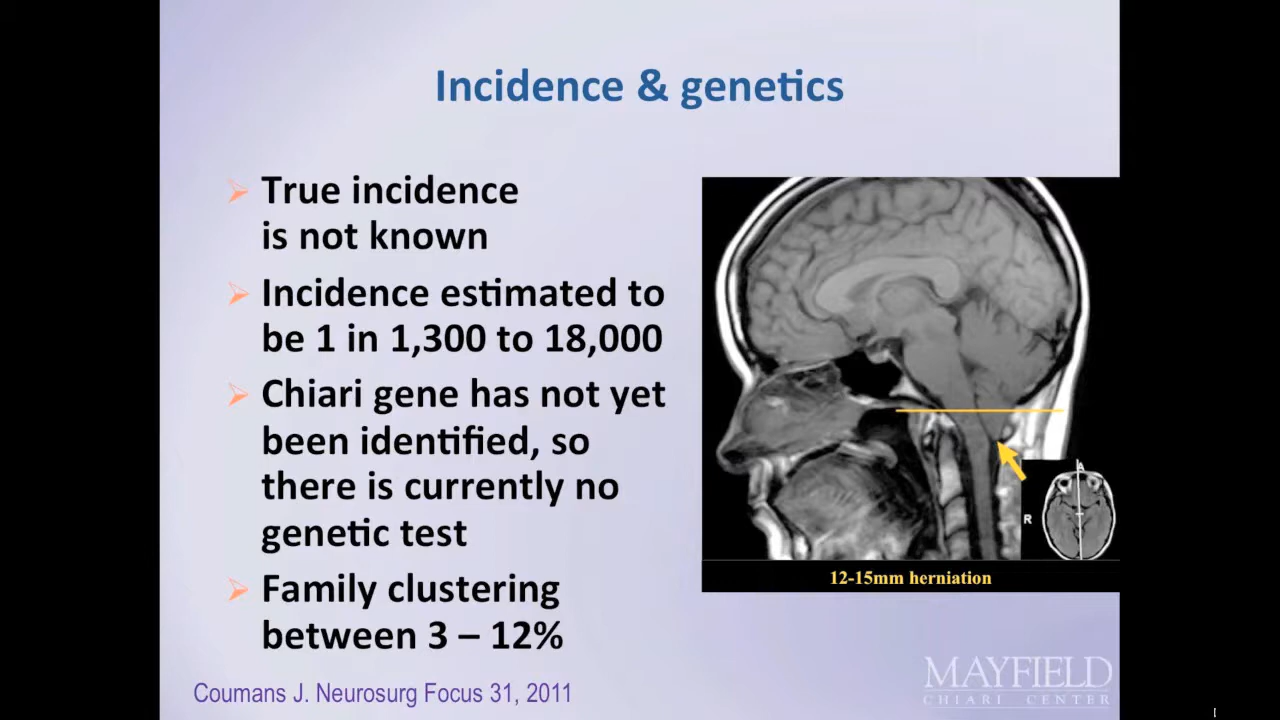 Incidence & genetics
True incidence
is not known
Incidence estimated to
be 1 in 1,300 to 18,000
Chiari gene has not yet
been identified, so
there is currently no
genetic test
Family clustering
between 3 – 12%
A
R
12-15mm herniation
Coumans J. Neurosurg Focus 31, 2011
MAYFIELD
CHIARI CENTER